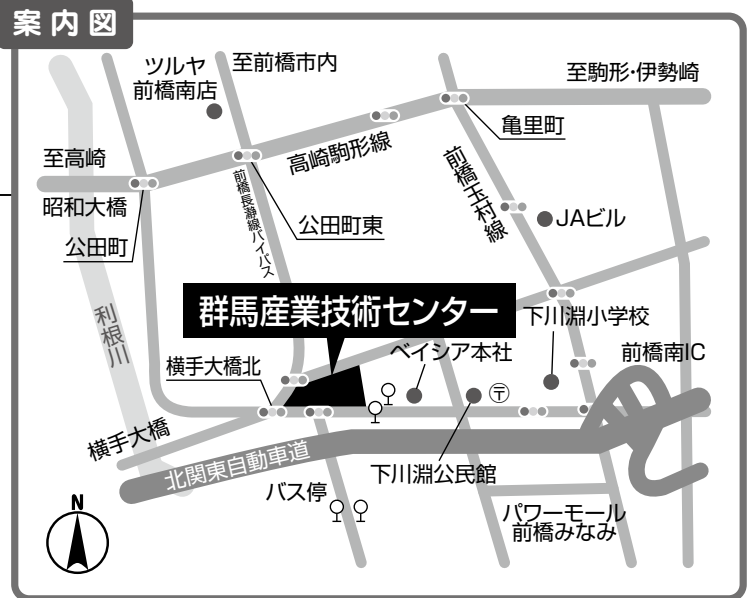 案内図
ツルヤ
前橋南店
至前橋市内
至駒形・伊勢崎
亀里町
高崎駒形線
至高崎
昭和大橋
公田町
前橋長瀞線バイパス
公田町東
前橋玉村線
JAビル
利根川
群馬産業技術センター
下川淵小学校
横手大橋北
ベイシア本社
〒
前橋南IC
横手大橋
北関東自動車道
下川淵公民館
バス停
パワーモール
前橋みなみ
N